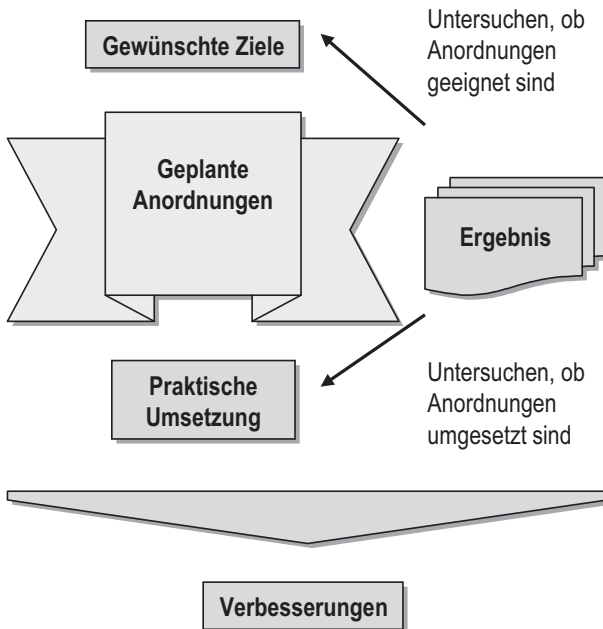 Gewünschte Ziele
Untersuchen, ob
Anordnungen
geeignet sind
Geplante
Anordnungen
Ergebnis
Praktische
Umsetzung
Untersuchen, ob
Anordnungen
umgesetzt sind
Verbesserungen